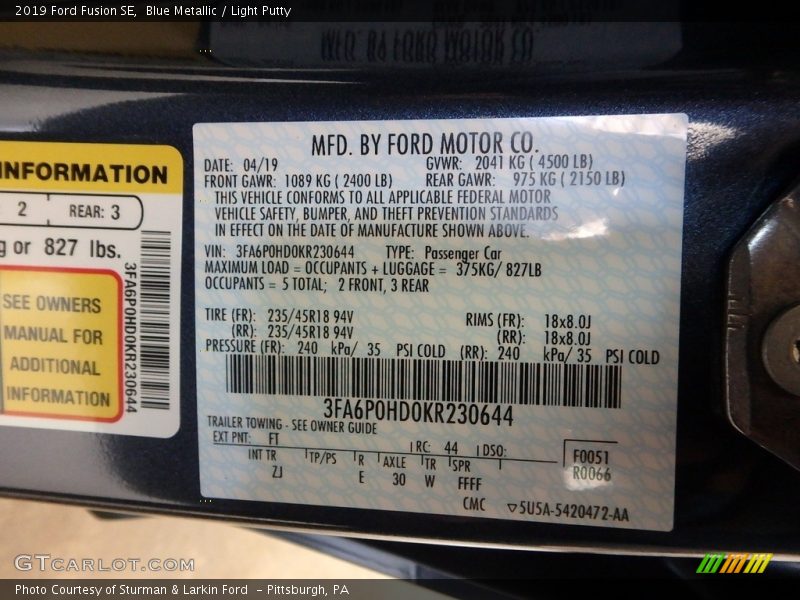 2019 Ford Fusion SE,  Blue Metallic / Light Putty
MFD. BY FORD MOTOR CO.
INFORMATION
2 REAR: 3
g or 827 lbs.
SEE OWNERS
MANUAL FOR
ADDITIONAL
INFORMATION
3FA6P0HD0KR230644
MFD. BY FORD MOTOR CO.
DATE: 04/19 GVWR: 2041 KG ( 4500 LB)
FRONT GAWR: 1089 KG ( 2400 LB) REAR GAWR: 975 KG ( 2150 LB)
THIS VEHICLE CONFORMS TO ALL APPLICABLE FEDERAL MOTOR
VEHICLE SAFETY, BUMPER, AND THEFT PREVENTION STANDARDS
IN EFFECT ON THE DATE OF MANUFACTURE SHOWN ABOVE.
VIN: 3FA6P0HD0KR230644 TYPE: Passenger Car
MAXIMUM LOAD = OCCUPANTS + LUGGAGE = 375KG/ 827LB
OCCUPANTS = 5 TOTAL; 2 FRONT, 3 REAR
TIRE (FR): 235/45R18 94V RIMS (FR): 18x8.0J
(RR): 235/45R18 94V (RR): 18x8.0J
PRESSURE (FR): 240 kPa/ 35 PSI COLD (RR): 240 kPa/ 35 PSI COLD
3FA6P0HD0KR230644
TRAILER TOWING - SEE OWNER GUIDE
EXT PNT: FT RC: 44 DSO: F0051
INT TR TP/PS R AXLE TR SPR R0066
ZJ E 30 W FFFF
CMC ▽5U5A-5420472-AA
GTCARLOT.COM
Photo Courtesy of Sturman & Larkin Ford  - Pittsburgh, PA